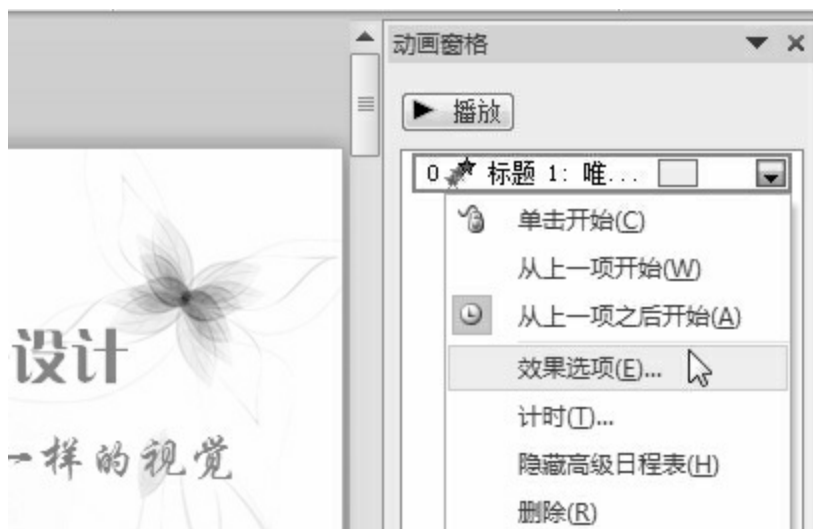 动画窗格
播放
0 标题 1: 唯...
单击开始(C)
从上一项开始(W)
从上一项之后开始(A)
效果选项(E)...
计时(T)...
隐藏高级日程表(H)
删除(R)
设计
一样的视觉